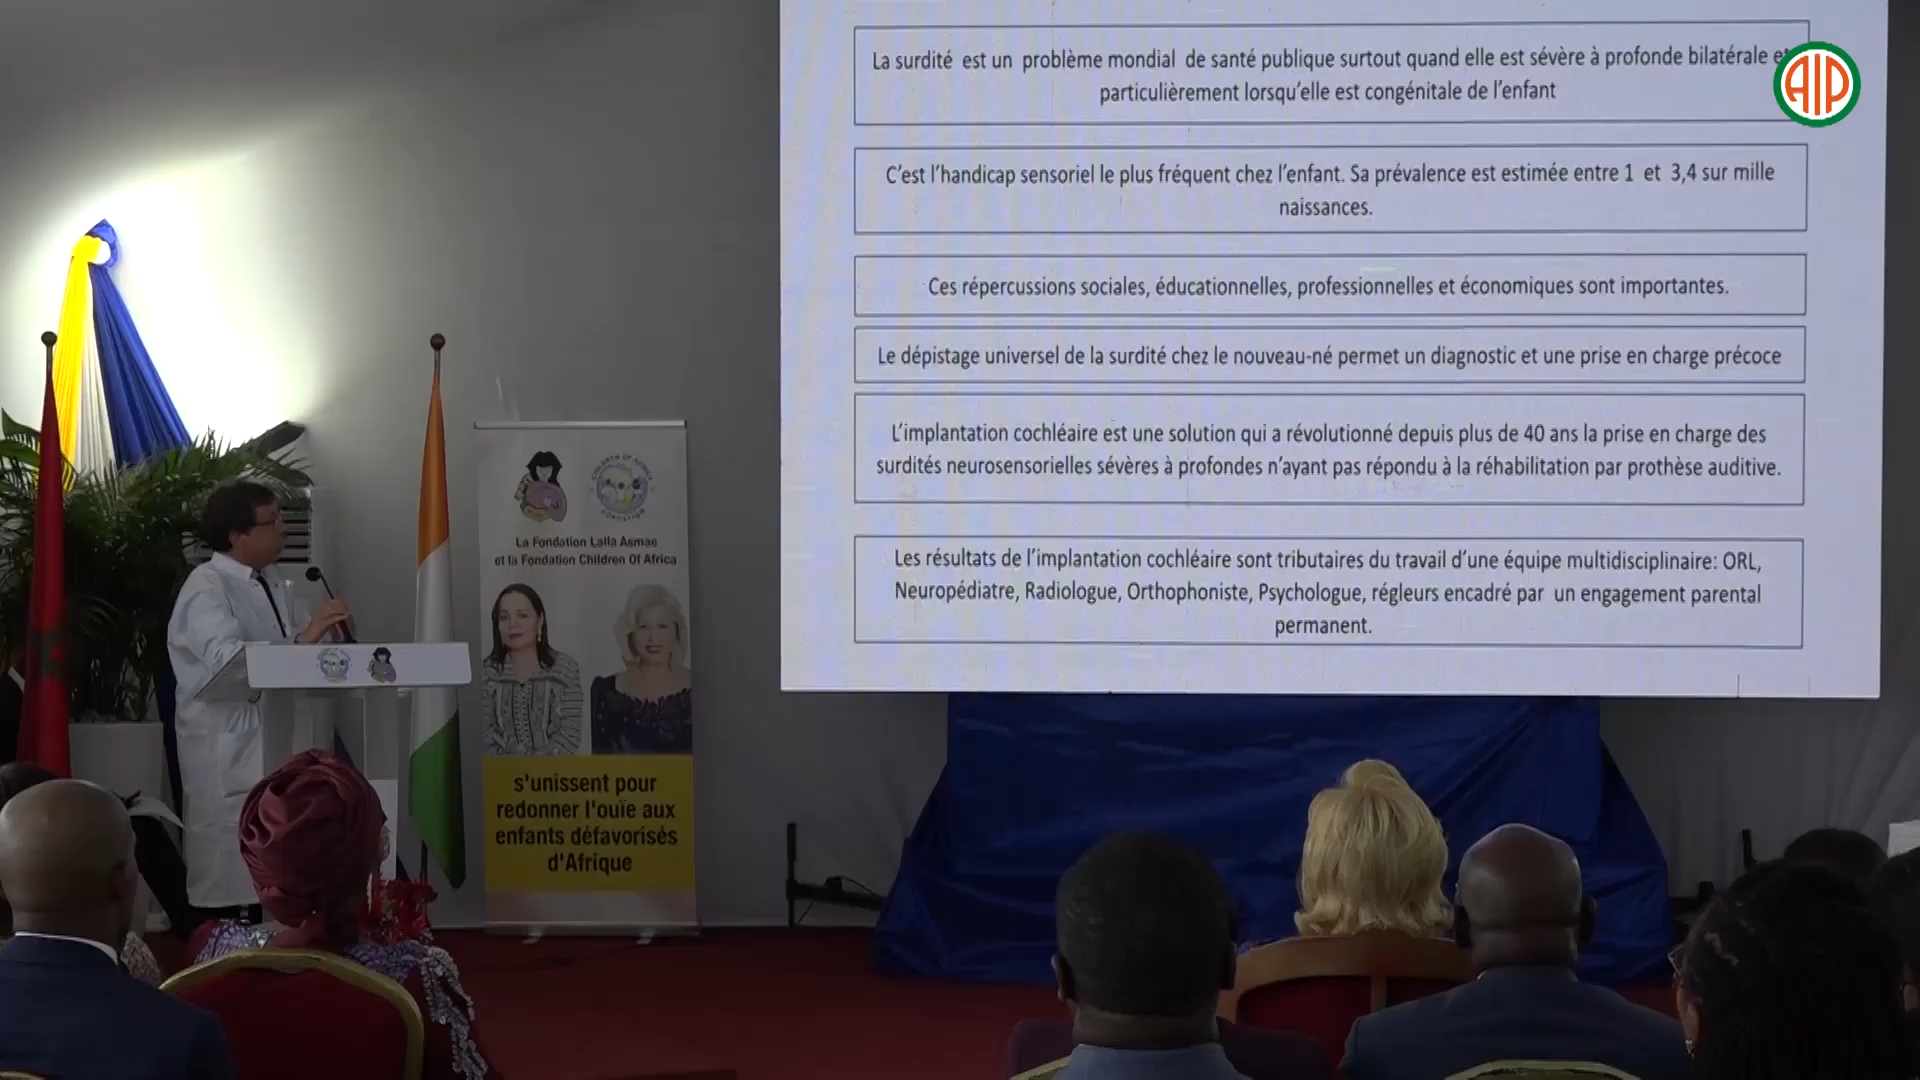 La surdité est un problème mondial de santé publique surtout quand elle est sévère à profonde bilatérale et
particulièrement lorsqu'elle est congénitale de l'enfant
AIP
C'est l'handicap sensoriel le plus fréquent chez l'enfant. Sa prévalence est estimée entre 1 et 3,4 sur mille
naissances.
Ces répercussions sociales, éducationnelles, professionnelles et économiques sont importantes.
Le dépistage universel de la surdité chez le nouveau-né permet un diagnostic et une prise en charge précoce
L'implantation cochléaire est une solution qui a révolutionné depuis plus de 40 ans la prise en charge des
surdités neurosensorielles sévères à profondes n'ayant pas répondu à la réhabilitation par prothèse auditive.
Les résultats de l'implantation cochléaire sont tributaires du travail d'une équipe multidisciplinaire: ORL,
Neuropédiatre, Radiologue, Orthophoniste, Psychologue, régleurs encadré par un engagement parental
permanent.
CHILDREN OF AFRICA
FONDATION
La Fondation Lalla Asmae
et la Fondation Children Of Africa
s'unissent pour
redonner l'ouïe aux
enfants défavorisés
d'Afrique